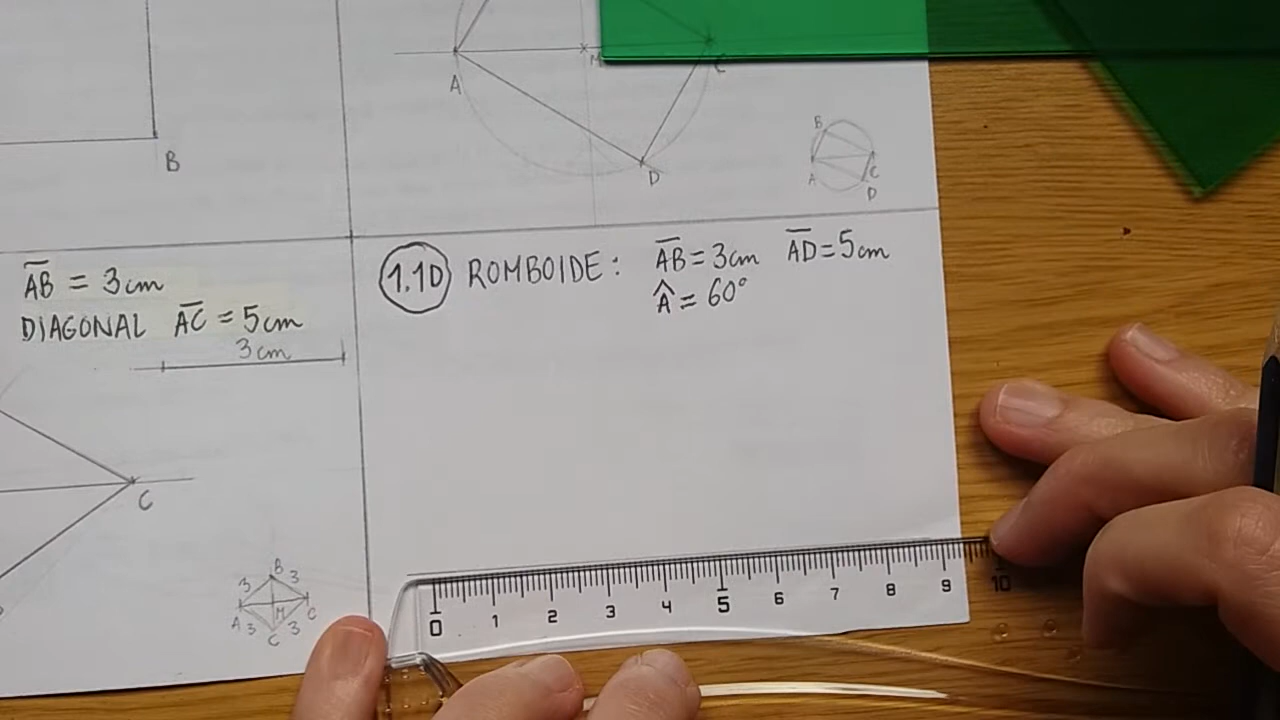 B
A
M
C
D
B
A
C
D
AB = 3cm
DIAGONAL AC = 5cm
3cm
C
B
3
3
A
M
C
3
3
C
1.10 ROMBOIDE: AB = 3cm AD = 5cm
Â = 60°
0 1 2 3 4 5 6 7 8 9 10